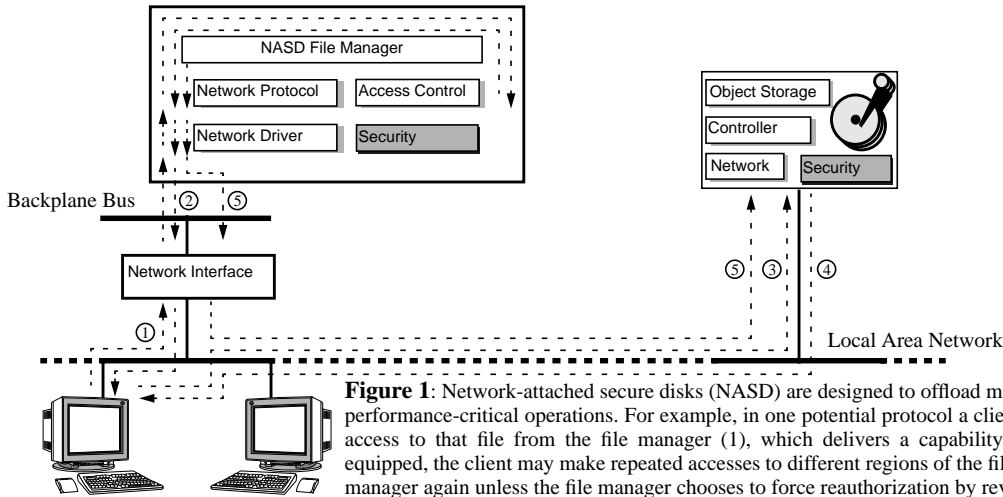 NASD File Manager
Network Protocol
Access Control
Network Driver
Security
Object Storage
Controller
Network
Security
Backplane Bus
②
⑤
Network Interface
⑤
③
④
①
Local Area Network
Figure 1: Network-attached secure disks (NASD) are designed to offload
performance-critical operations. For example, in one potential protocol a
access to that file from the file manager (1), which delivers a capability
equipped, the client may make repeated accesses to different regions of the
manager again unless the file manager chooses to force reauthorization by